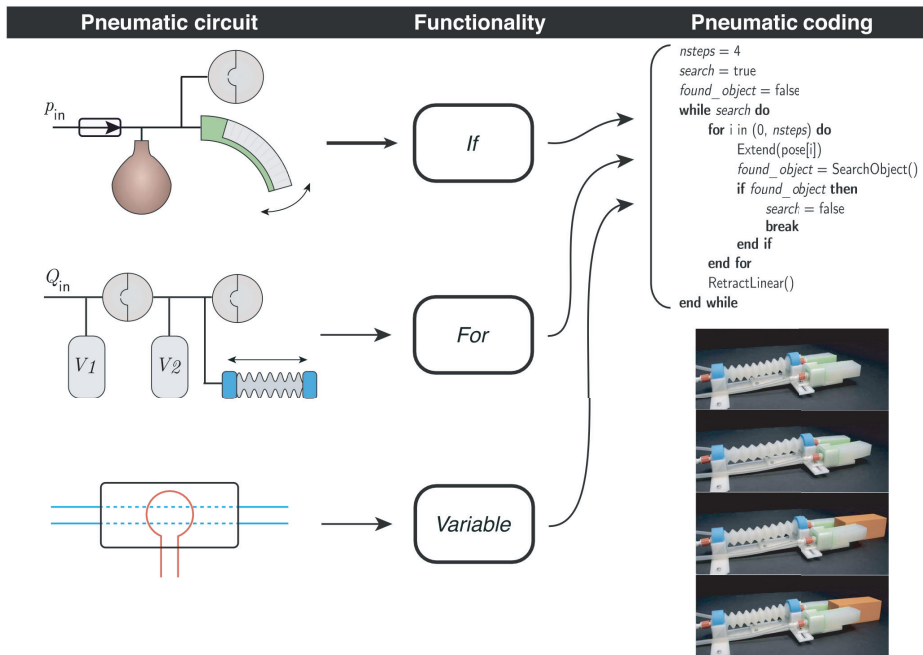 Pneumatic circuit
Functionality
Pneumatic coding
p_in
If
nsteps = 4
search = true
found_object = false
while search do
for i in (0, nsteps) do
Extend(pose[i])
found_object = SearchObject()
if found_object then
search = false
break
end if
end for
RetractLinear()
end while
Q_in
V1
V2
For
Variable